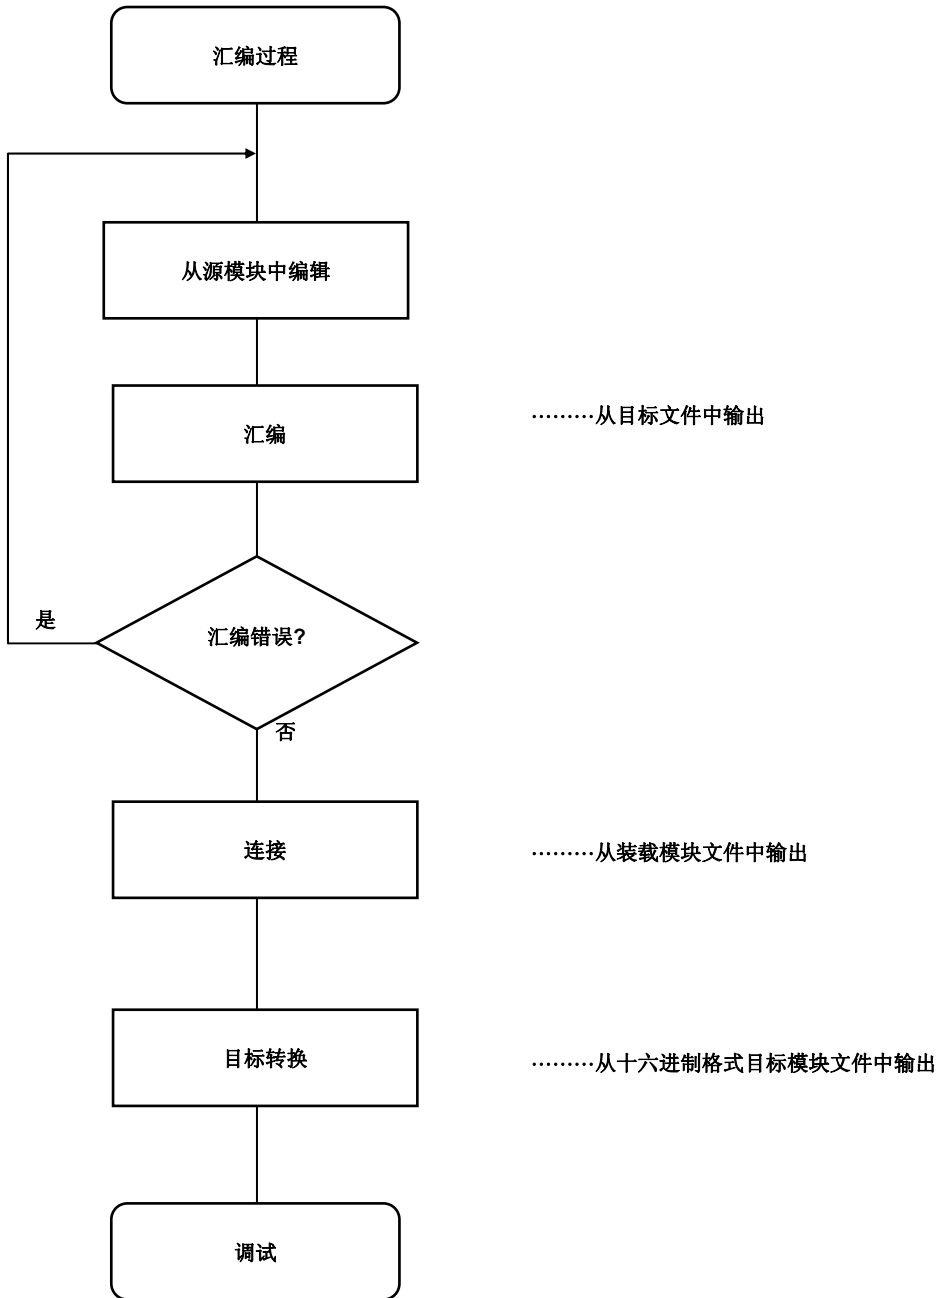 汇编过程
从源模块中编辑
汇编
………从目标文件中输出
汇编错误?
是
否
连接
………从装载模块文件中输出
目标转换
………从十六进制格式目标模块文件中输出
调试